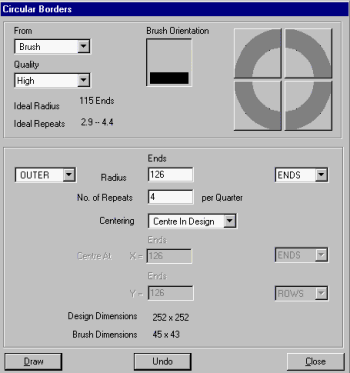 Circular Borders
From
Brush Orientation
Brush
Quality
High
Ideal Radius 115 Ends
Ideal Repeats 2.9 -- 4.4
Ends
OUTER Radius 126 ENDS
No. of Repeats 4 per Quarter
Centering Centre In Design
Ends
Centre At X = 126 ENDS
Ends
Y = 126 ROWS
Design Dimensions 252 x 252
Brush Dimensions 45 x 43
Draw Undo Close